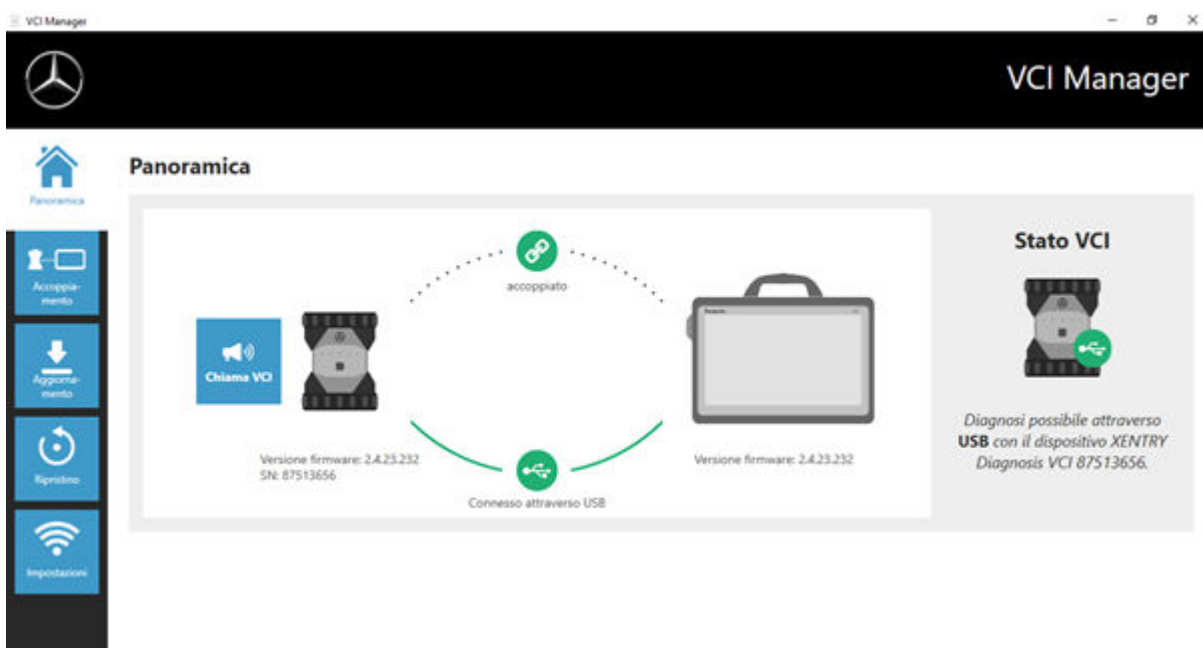 VCI Manager
VCI Manager
Panoramica
Panoramica
Accoppia-
mento
Aggiorna-
mento
Ripristino
Impostazioni
accoppiato
Chiama VCI
Versione firmware: 2.4.23.232
SN: 87513656
Connesso attraverso USB
Versione firmware: 2.4.23.232
Stato VCI
Diagnosi possibile attraverso
USB con il dispositivo XENTRY
Diagnosis VCI 87513656.